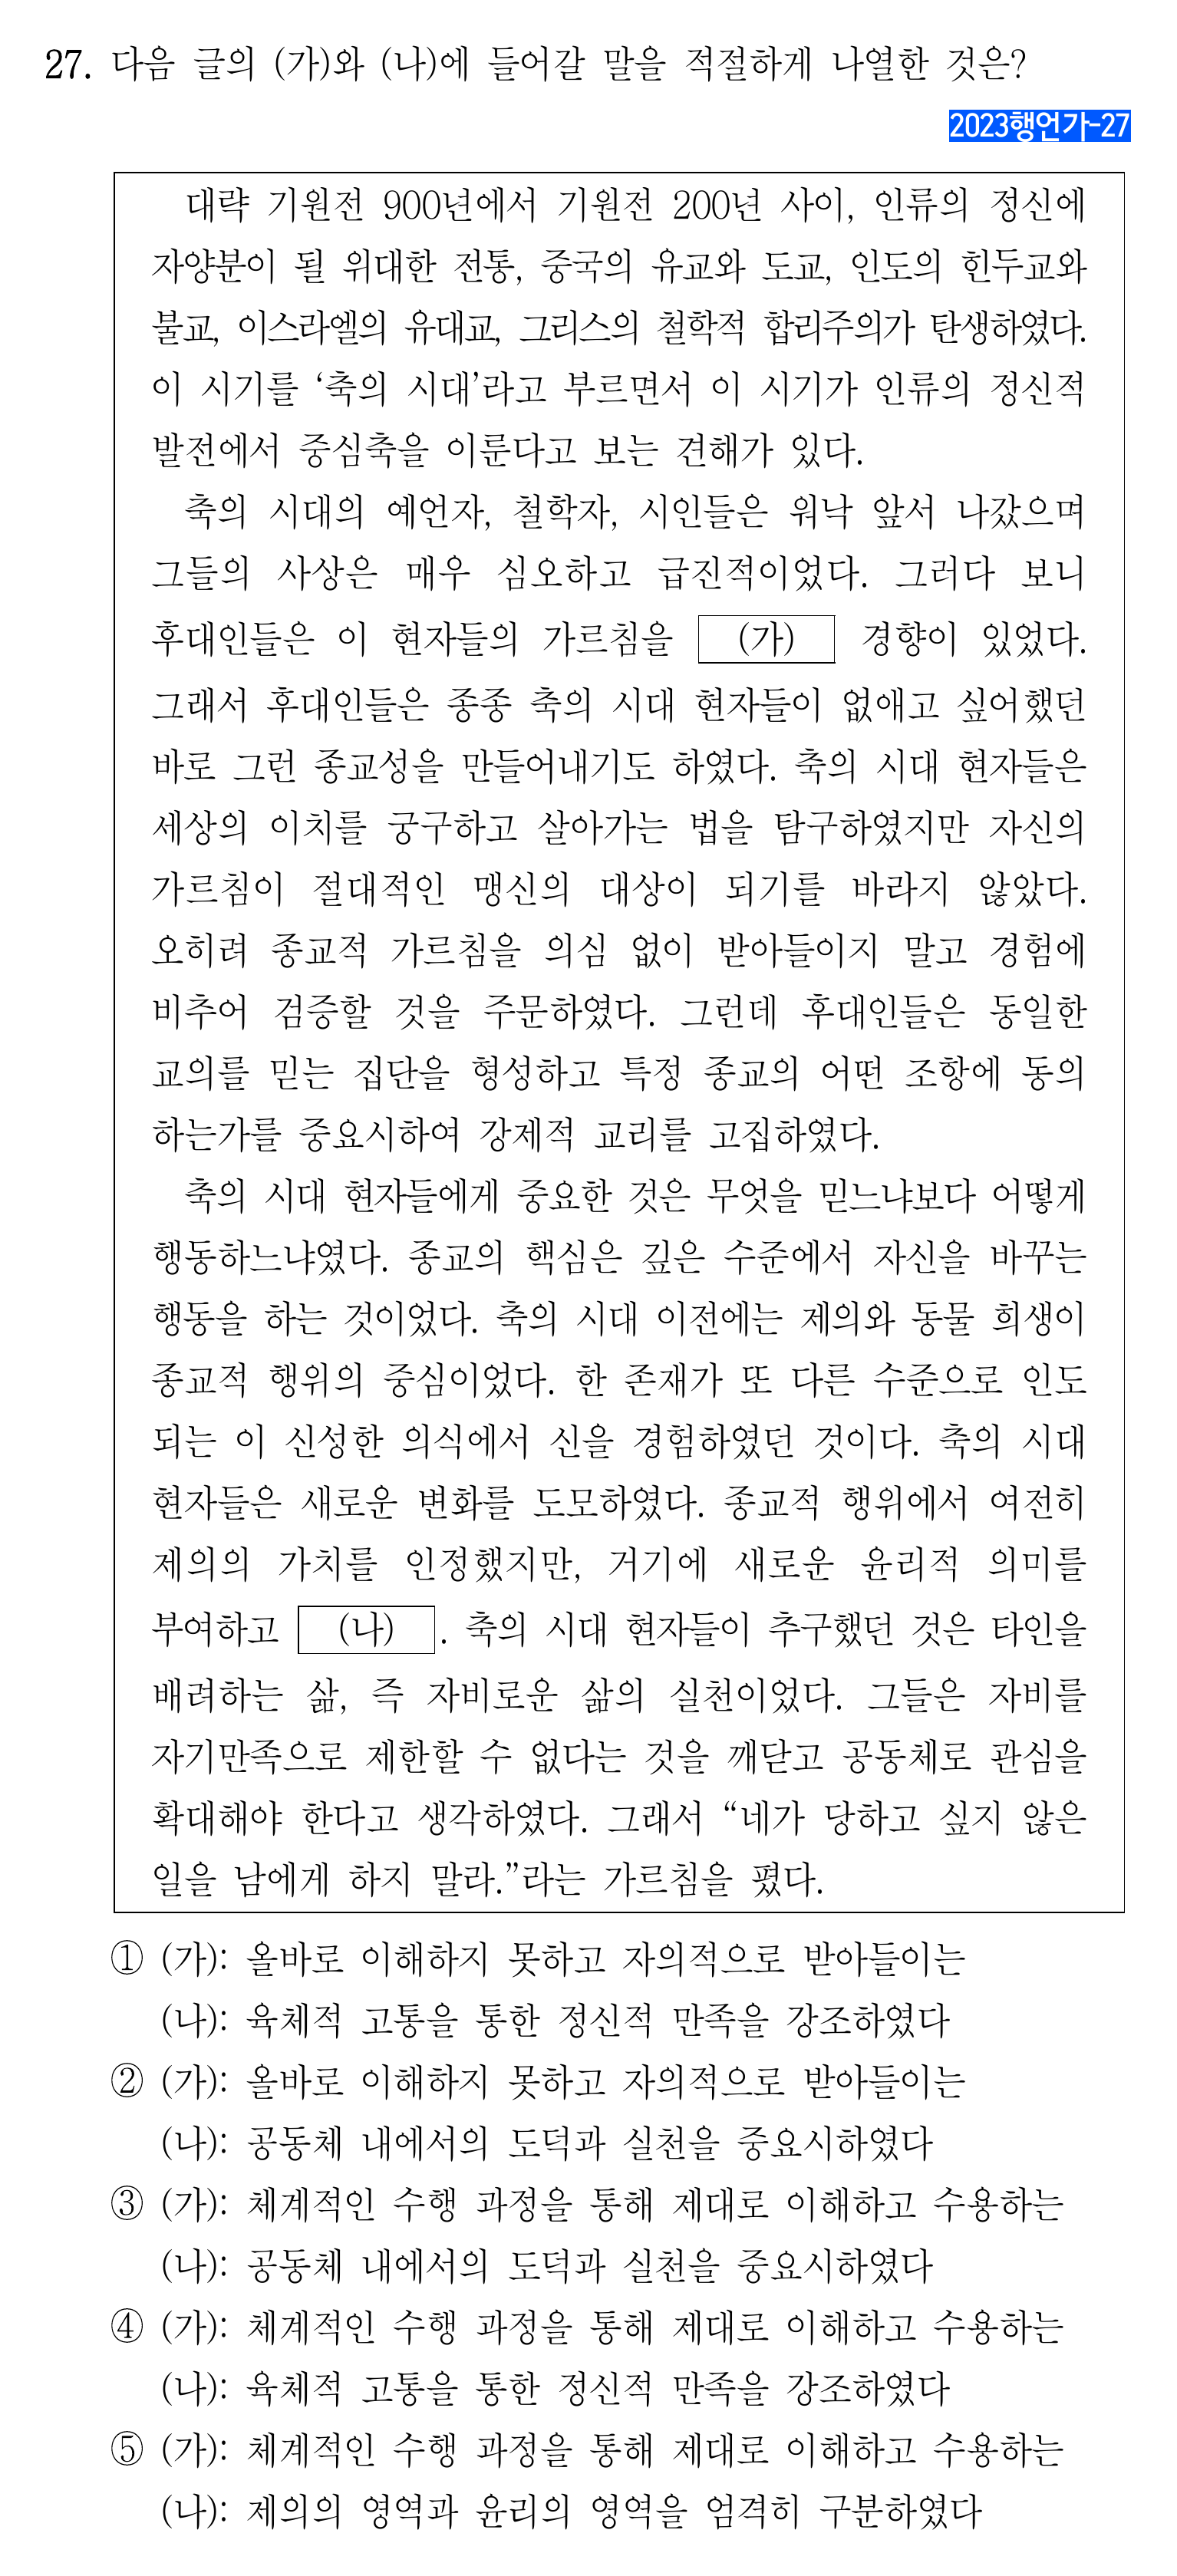 27. 다음 글의 (가)와 (나)에 들어갈 말을 적절하게 나열한 것은?
2023행언가-27
대략 기원전 900년에서 기원전 200년 사이, 인류의 정신에
자양분이 될 위대한 전통, 중국의 유교와 도교, 인도의 힌두교와
불교, 이스라엘의 유대교, 그리스의 철학적 합리주의가 탄생하였다.
이 시기를 ‘축의 시대’라고 부르면서 이 시기가 인류의 정신적
발전에서 중심축을 이룬다고 보는 견해가 있다.
축의 시대의 예언자, 철학자, 시인들은 워낙 앞서 나갔으며
그들의 사상은 매우 심오하고 급진적이었다. 그러다 보니
후대인들은 이 현자들의 가르침을 (가) 경향이 있었다.
그래서 후대인들은 종종 축의 시대 현자들이 없애고 싶어했던
바로 그런 종교성을 만들어내기도 하였다. 축의 시대 현자들은
세상의 이치를 궁구하고 살아가는 법을 탐구하였지만 자신의
가르침이 절대적인 맹신의 대상이 되기를 바라지 않았다.
오히려 종교적 가르침을 의심 없이 받아들이지 말고 경험에
비추어 검증할 것을 주문하였다. 그런데 후대인들은 동일한
교의를 믿는 집단을 형성하고 특정 종교의 어떤 조항에 동의
하는가를 중요시하여 강제적 교리를 고집하였다.
축의 시대 현자들에게 중요한 것은 무엇을 믿느냐보다 어떻게
행동하느냐였다. 종교의 핵심은 깊은 수준에서 자신을 바꾸는
행동을 하는 것이었다. 축의 시대 이전에는 제의와 동물 희생이
종교적 행위의 중심이었다. 한 존재가 또 다른 수준으로 인도
되는 이 신성한 의식에서 신을 경험하였던 것이다. 축의 시대
현자들은 새로운 변화를 도모하였다. 종교적 행위에서 여전히
제의의 가치를 인정했지만, 거기에 새로운 윤리적 의미를
부여하고 (나) . 축의 시대 현자들이 추구했던 것은 타인을
배려하는 삶, 즉 자비로운 삶의 실천이었다. 그들은 자비를
자기만족으로 제한할 수 없다는 것을 깨닫고 공동체로 관심을
확대해야 한다고 생각하였다. 그래서 “네가 당하고 싶지 않은
일을 남에게 하지 말라.”라는 가르침을 폈다.
① (가): 올바로 이해하지 못하고 자의적으로 받아들이는
(나): 육체적 고통을 통한 정신적 만족을 강조하였다
② (가): 올바로 이해하지 못하고 자의적으로 받아들이는
(나): 공동체 내에서의 도덕과 실천을 중요시하였다
③ (가): 체계적인 수행 과정을 통해 제대로 이해하고 수용하는
(나): 공동체 내에서의 도덕과 실천을 중요시하였다
④ (가): 체계적인 수행 과정을 통해 제대로 이해하고 수용하는
(나): 육체적 고통을 통한 정신적 만족을 강조하였다
⑤ (가): 체계적인 수행 과정을 통해 제대로 이해하고 수용하는
(나): 제의의 영역과 윤리의 영역을 엄격히 구분하였다